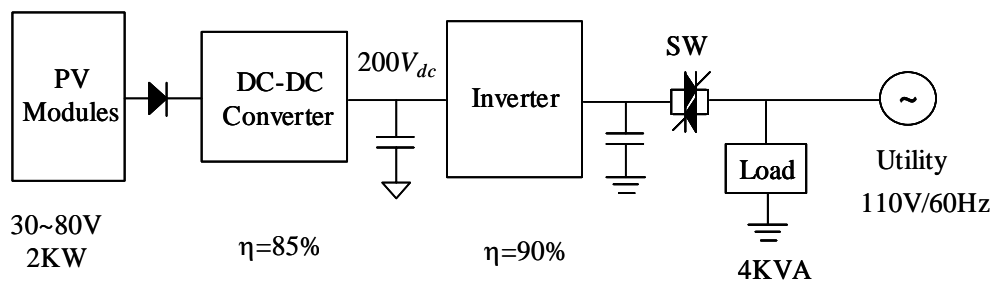 PV
Modules
30~80V
2KW
DC-DC
Converter
η=85%
200V_dc
Inverter
η=90%
SW
Load
4KVA
~
Utility
110V/60Hz